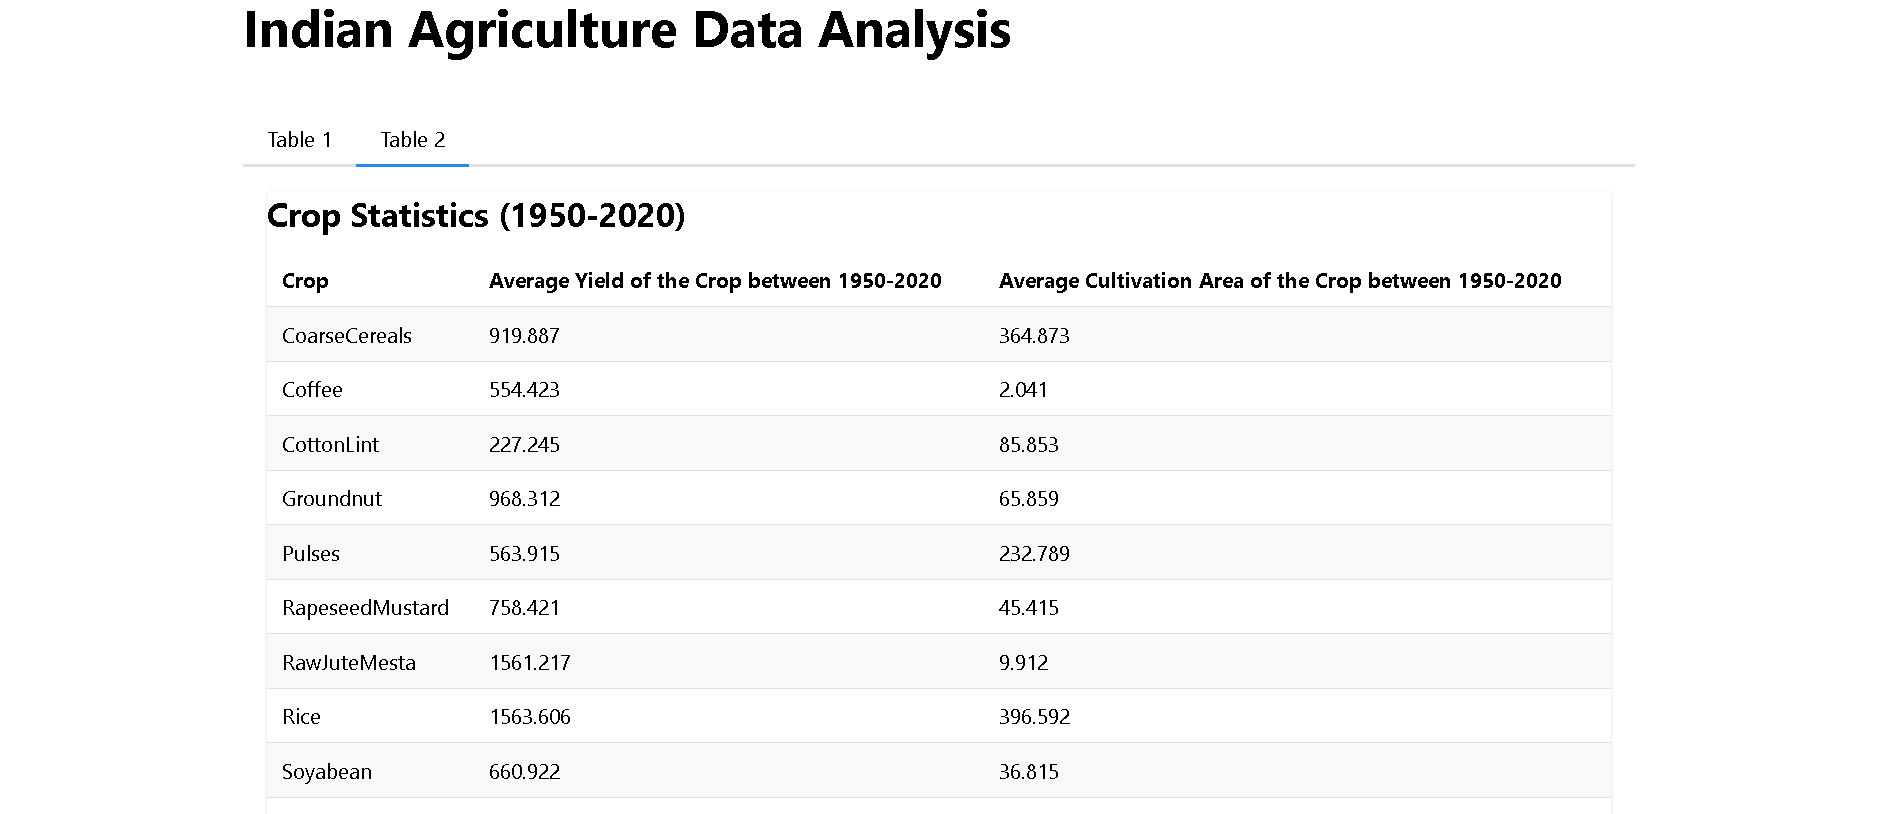 Indian Agriculture Data Analysis
Table 1 Table 2
Crop Statistics (1950-2020)
Crop Average Yield of the Crop between 1950-2020 Average Cultivation Area of the Crop between 1950-2020
CoarseCereals 919.887 364.873
Coffee 554.423 2.041
CottonLint 227.245 85.853
Groundnut 968.312 65.859
Pulses 563.915 232.789
RapeseedMustard 758.421 45.415
RawJuteMesta 1561.217 9.912
Rice 1563.606 396.592
Soyabean 660.922 36.815